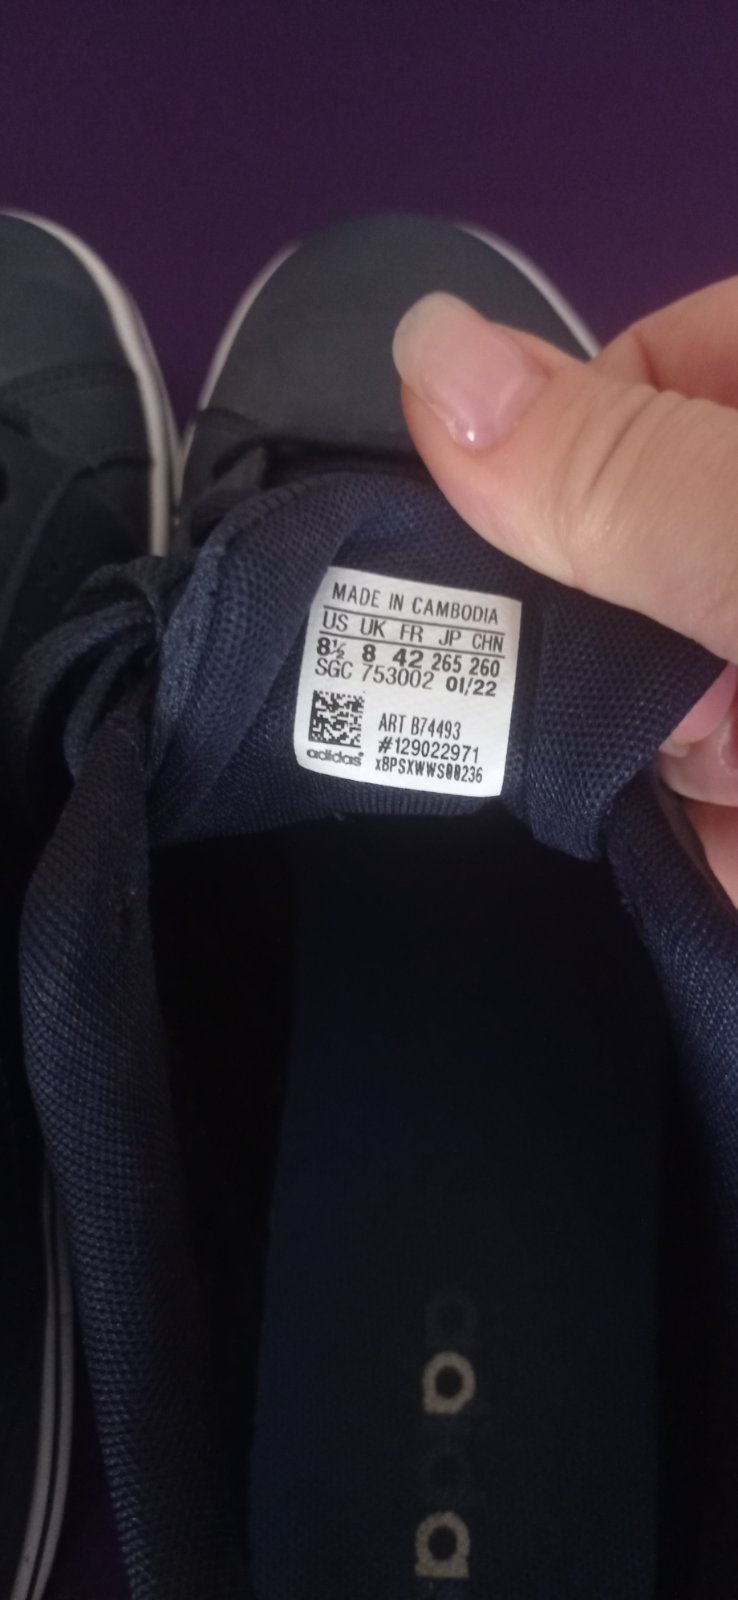 MADE IN CAMBODIA
US UK FR JP CHN
8½ 8 42 265 260
SGC 753002 01/22
ART B74493
#129022971
adidas
xBPSXWWS00236
a
a